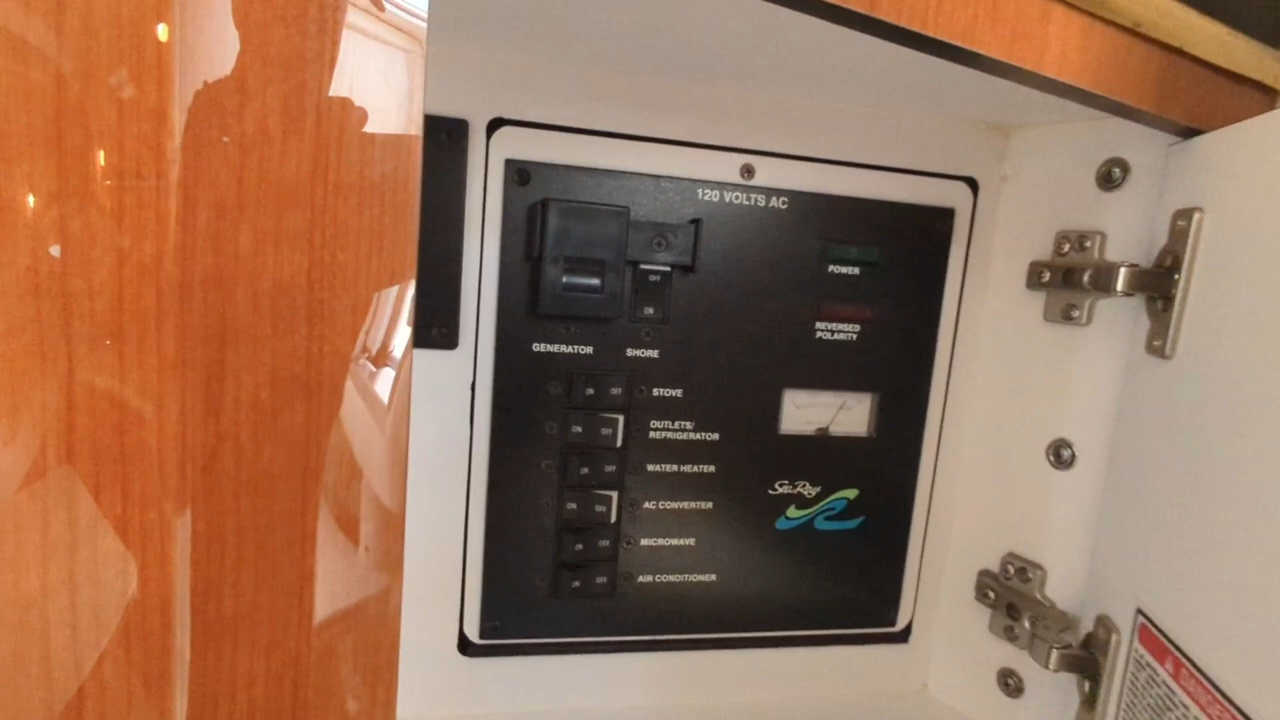 120 VOLTS AC
OFF
ON
POWER
REVERSED
POLARITY
GENERATOR
SHORE
ON OFF STOVE
ON OFF OUTLETS/
REFRIGERATOR
ON OFF WATER HEATER
ON OFF AC CONVERTER
ON OFF MICROWAVE
ON OFF AIR CONDITIONER
Sea Ray